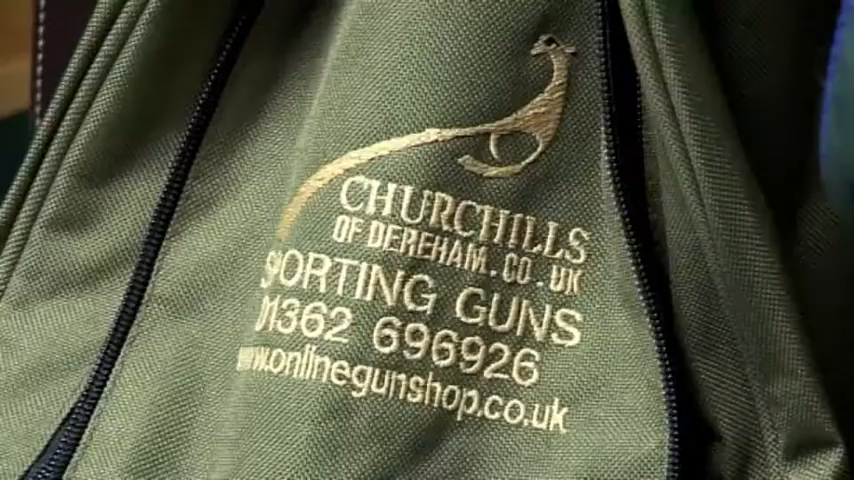 CHURCHILLS
OF DEREHAM.CO.UK
SPORTING GUNS
01362 696926
www.onlinegunshop.co.uk